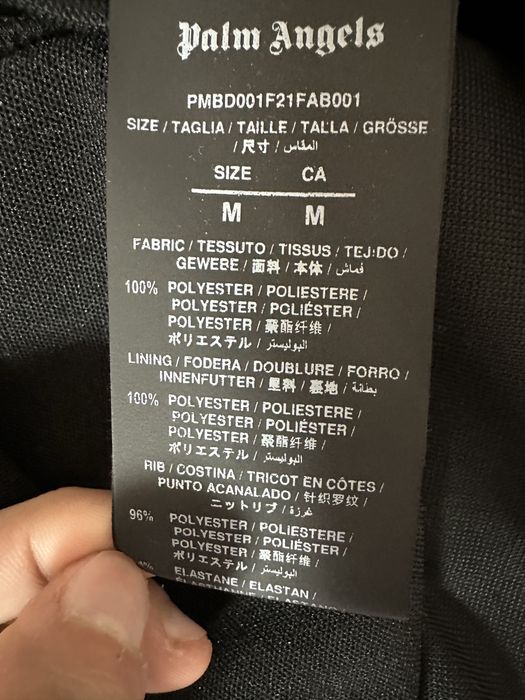 Palm Angels
PMBD001F21FAB001
SIZE / TAGLIA / TAILLE / TALLA / GRÖSSE
/ 尺寸 / المقاس /
SIZE CA
M M
FABRIC / TESSUTO / TISSUS / TEJIDO /
GEWEBE / 面料 / 本体 / قماش /
100% POLYESTER / POLIESTERE /
POLYESTER / POLIÉSTER /
POLYESTER / 聚酯纤维 /
ポリエステル / البوليستر /
LINING / FODERA / DOUBLURE / FORRO /
INNENFUTTER / 里料 / 裏地 / بطانة /
100% POLYESTER / POLIESTERE /
POLYESTER / POLIÉSTER /
POLYESTER / 聚酯纤维 /
ポリエステル / البوليستر /
RIB / COSTINA / TRICOT EN CÔTES /
PUNTO ACANALADO / 针织罗纹 /
ニットリブ / غرزة /
96% POLYESTER / POLIESTERE /
POLYESTER / POLIÉSTER /
POLYESTER / 聚酯纤维 /
ポリエステル / البوليستر /
ELASTANE / ELASTAN /